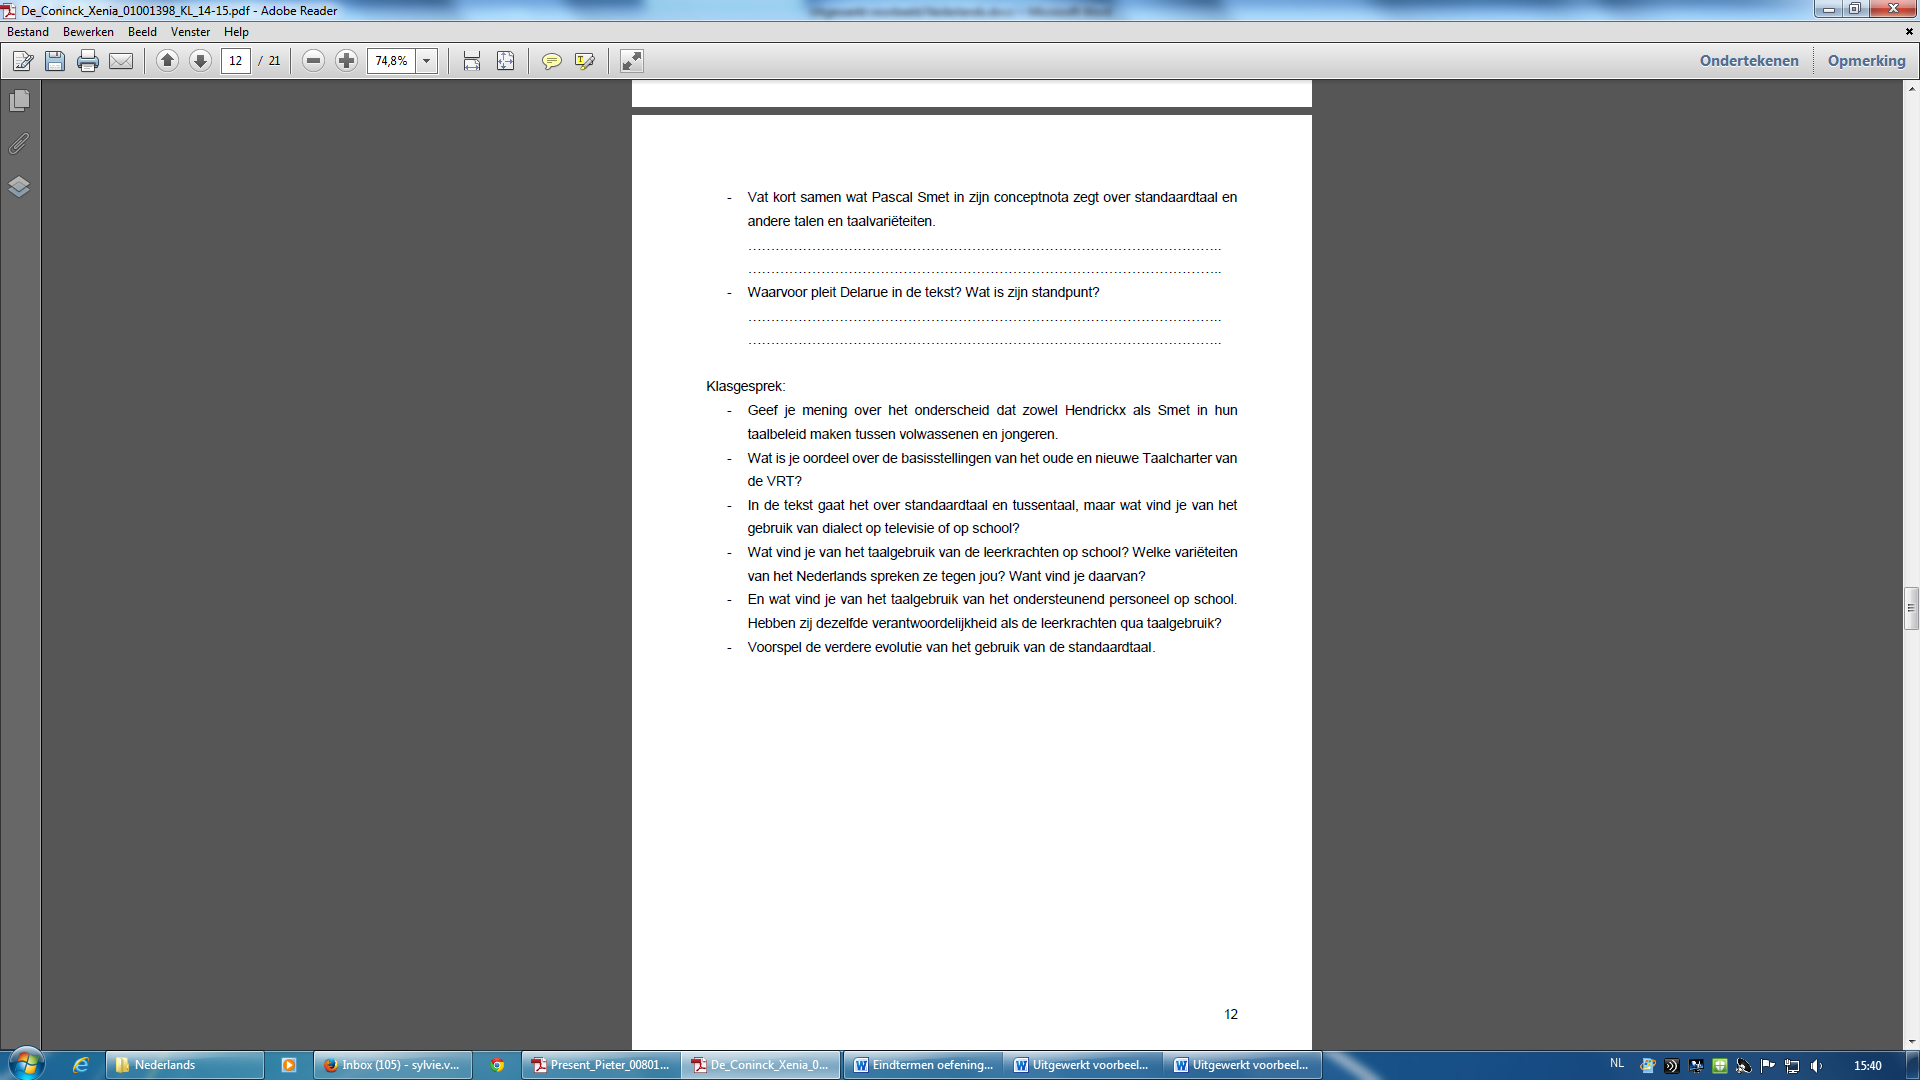 De_Coninck_Xenia_01001398_KL_14-15.pdf - Adobe Reader
Bestand Bewerken Beeld Venster Help
12 / 21 74,8% Ondertekenen Opmerking
- Vat kort samen wat Pascal Smet in zijn conceptnota zegt over standaardtaal en
andere talen en taalvariëteiten.
…………………………………………………………………………………………..
…………………………………………………………………………………………..
- Waarvoor pleit Delarue in de tekst? Wat is zijn standpunt?
…………………………………………………………………………………………..
…………………………………………………………………………………………..
Klasgesprek:
- Geef je mening over het onderscheid dat zowel Hendrickx als Smet in hun
taalbeleid maken tussen volwassenen en jongeren.
- Wat is je oordeel over de basisstellingen van het oude en nieuwe Taalcharter van
de VRT?
- In de tekst gaat het over standaardtaal en tussentaal, maar wat vind je van het
gebruik van dialect op televisie of op school?
- Wat vind je van het taalgebruik van de leerkrachten op school? Welke variëteiten
van het Nederlands spreken ze tegen jou? Want vind je daarvan?
- En wat vind je van het taalgebruik van het ondersteunend personeel op school.
Hebben zij dezelfde verantwoordelijkheid als de leerkrachten qua taalgebruik?
- Voorspel de verdere evolutie van het gebruik van de standaardtaal.
12
Nederlands Inbox (105) - sylvie.v... Present_Pieter_00801... De_Coninck_Xenia_0... Eindtermen oefening... Uitgewerkt voorbeel... Uitgewerkt voorbeel... NL 15:40